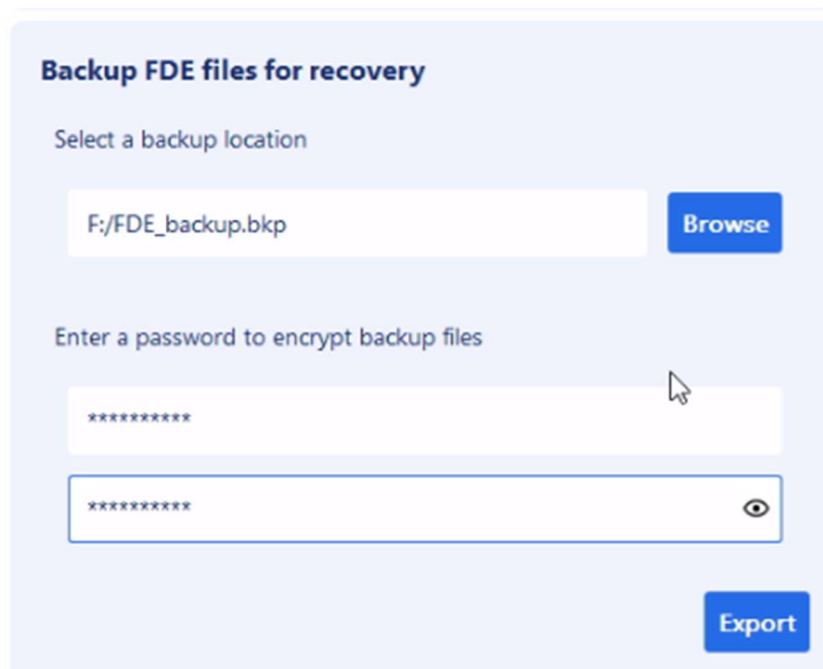 Backup FDE files for recovery
Select a backup location
F:/FDE_backup.bkp
Browse
Enter a password to encrypt backup files
**********
**********
Export